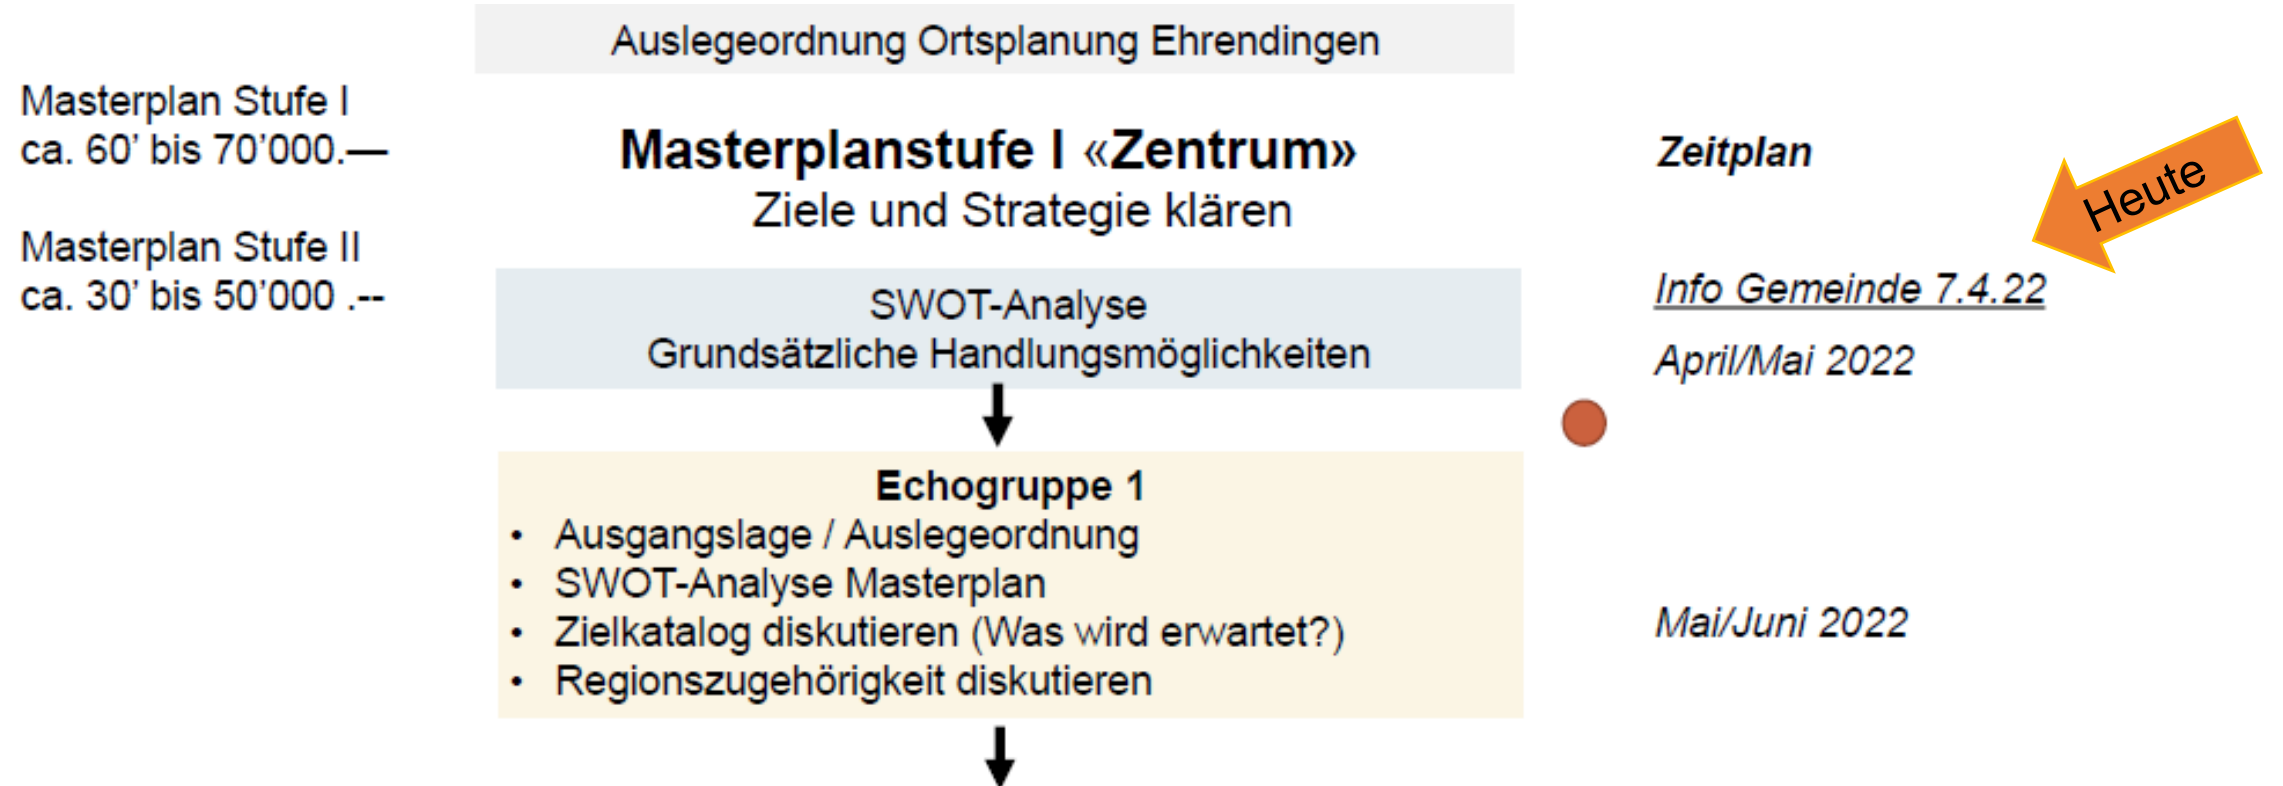 Auslegeordnung Ortsplanung Ehrendingen
Masterplan Stufe I
ca. 60’ bis 70’000.—
Masterplan Stufe II
ca. 30’ bis 50’000 .--
Masterplanstufe I «Zentrum»
Ziele und Strategie klären
Zeitplan
Heute
SWOT-Analyse
Grundsätzliche Handlungsmöglichkeiten
Info Gemeinde 7.4.22
April/Mai 2022
Echogruppe 1
• Ausgangslage / Auslegeordnung
• SWOT-Analyse Masterplan
• Zielkatalog diskutieren (Was wird erwartet?)
• Regionszugehörigkeit diskutieren
Mai/Juni 2022